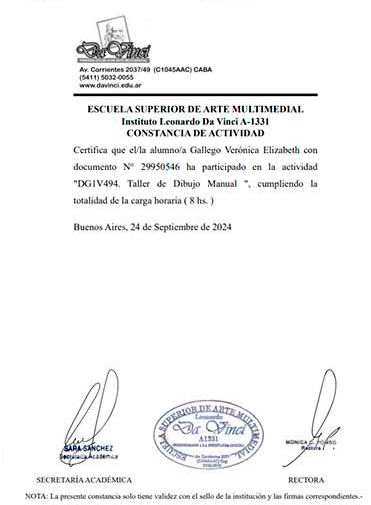 Da Vinci
Av. Corrientes 2037/49 (C1045AAC) CABA
(5411) 5032-0055
www.davinci.edu.ar
ESCUELA SUPERIOR DE ARTE MULTIMEDIAL
Instituto Leonardo Da Vinci A-1331
CONSTANCIA DE ACTIVIDAD
Certifica que el/la alumno/a Gallego Verónica Elizabeth con
documento N° 29950546 ha participado en la actividad
"DG1V494. Taller de Dibujo Manual ", cumpliendo la
totalidad de la carga horaria ( 8 hs. )
Buenos Aires, 24 de Septiembre de 2024
SARA SANCHEZ
Secretaría Académica
ESCUELA SUPERIOR DE ARTE MULTIMEDIAL
Leonardo
Da Vinci
A1331
Av. Corrientes 2037
MONICA C.
Rectora
SECRETARÍA ACADÉMICA
RECTORA
NOTA: La presente constancia solo tiene validez con el sello de la institución y las firmas correspondientes.-